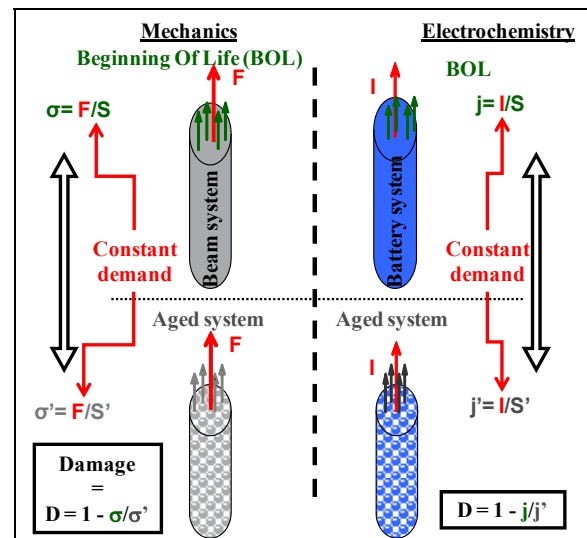 Mechanics
Beginning Of Life (BOL)
F
σ= F/S
Beam system
Constant
demand
Aged system
F
σ'= F/S'
Damage
=
D = 1 - σ/σ'
Electrochemistry
BOL
I
j= I/S
Battery system
Constant
demand
Aged system
I
j'= I/S'
D = 1 - j/j'